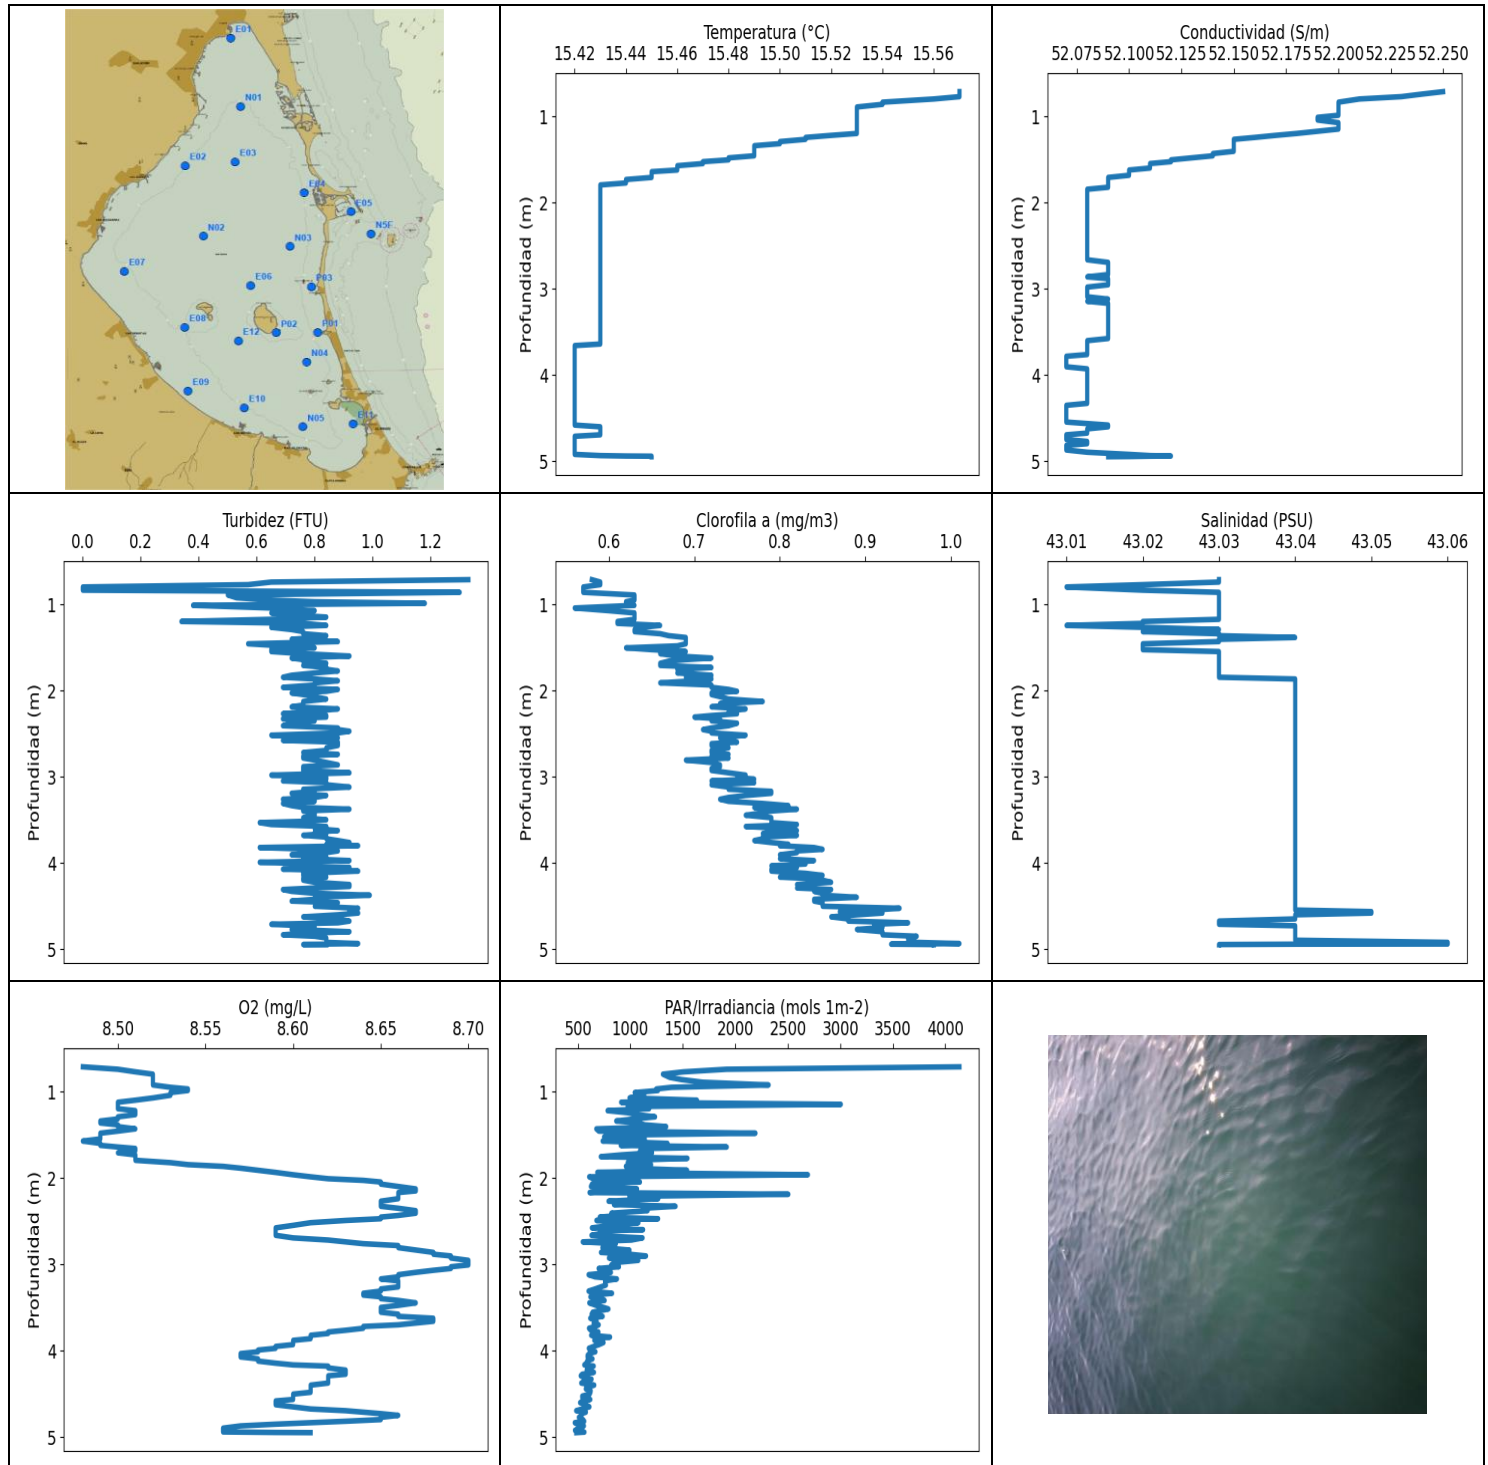 E01
N01
E02
E03
E04
E05
N5F
N02
N03
E07
E06
P03
E08
E12
P02
P01
N04
E09
E10
N05
E11
Temperatura (°C)
15.42 15.44 15.46 15.48 15.50 15.52 15.54 15.56
Profundidad (m)
1
2
3
4
5
Conductividad (S/m)
52.075 52.100 52.125 52.150 52.175 52.200 52.225 52.250
Profundidad (m)
1
2
3
4
5
Turbidez (FTU)
0.0 0.2 0.4 0.6 0.8 1.0 1.2
Profundidad (m)
1
2
3
4
5
Clorofila a (mg/m3)
0.6 0.7 0.8 0.9 1.0
Profundidad (m)
1
2
3
4
5
Salinidad (PSU)
43.01 43.02 43.03 43.04 43.05 43.06
Profundidad (m)
1
2
3
4
5
O2 (mg/L)
8.50 8.55 8.60 8.65 8.70
Profundidad (m)
1
2
3
4
5
PAR/Irradiancia (mols 1m-2)
500 1000 1500 2000 2500 3000 3500 4000
Profundidad (m)
1
2
3
4
5